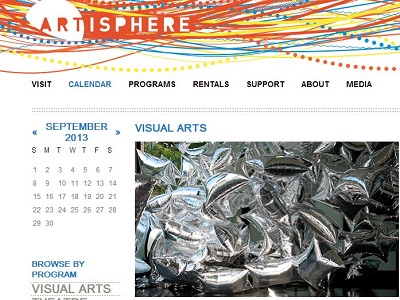 ARTISPHERE
VISIT CALENDAR PROGRAMS RENTALS SUPPORT ABOUT MEDIA
« SEPTEMBER 2013 »
S M T W T F S
1 2 3 4 5 6 7
8 9 10 11 12 13 14
15 16 17 18 19 20 21
22 23 24 25 26 27 28
29 30
VISUAL ARTS
BROWSE BY
PROGRAM
VISUAL ARTS
THEATRE